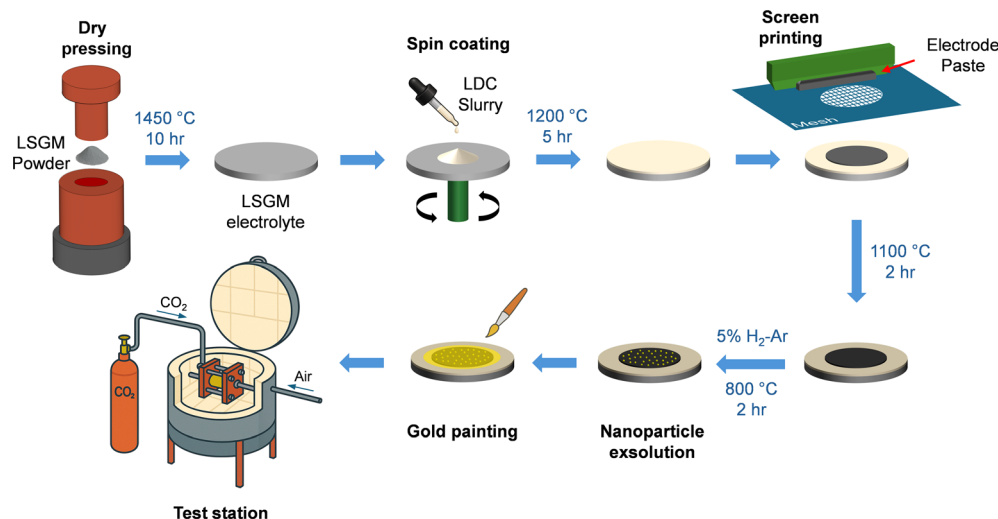 Dry
pressing
LSGM
Powder
1450 °C
10 hr
LSGM
electrolyte
Spin coating
LDC
Slurry
1200 °C
5 hr
Screen
printing
Electrode
Paste
Mesh
1100 °C
2 hr
5% H₂-Ar
800 °C
2 hr
Nanoparticle
exsolution
Gold painting
CO₂
CO₂
Air
Test station